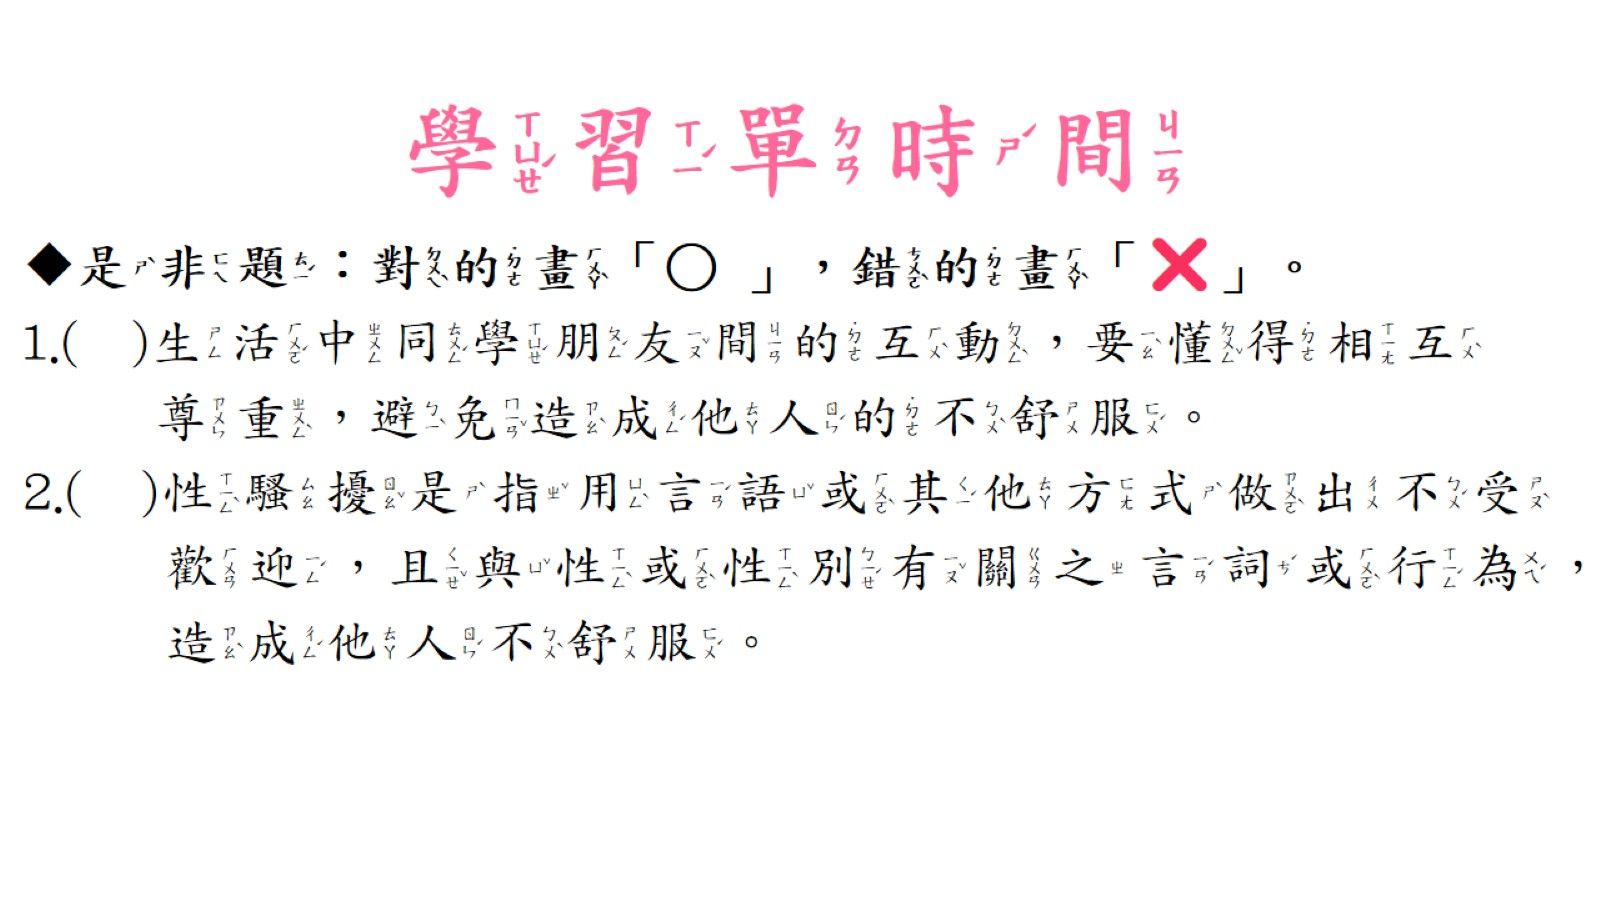 學習單時間
◆是非題：對的畫「○ 」，錯的畫「❌」。
1.( )生活中同學朋友間的互動，要懂得相互
尊重，避免造成他人的不舒服。
2.( )性騷擾是指用言語或其他方式做出不受
歡迎，且與性或性別有關之言詞或行為，
造成他人不舒服。